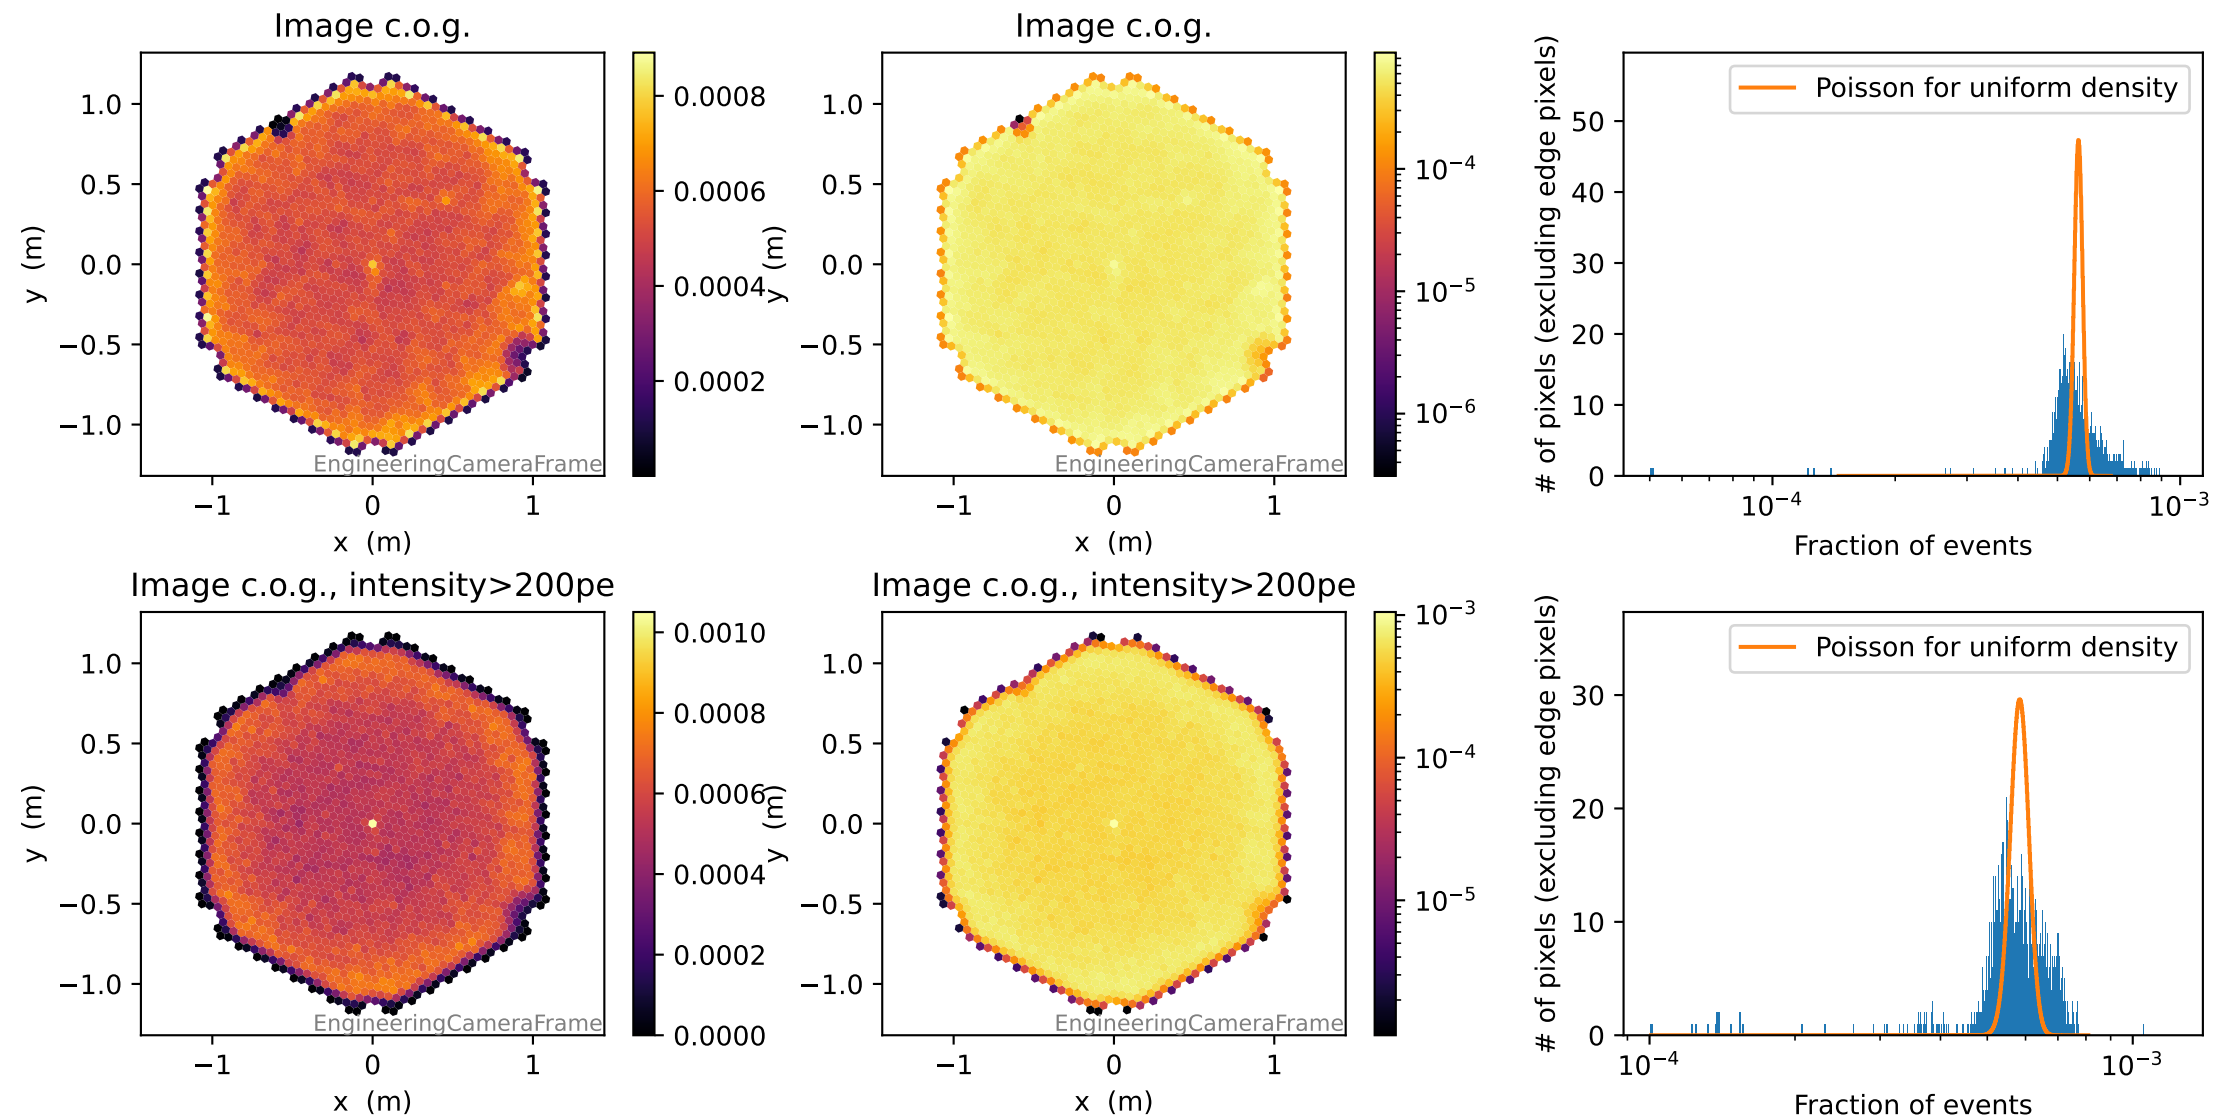 Image c.o.g.
1.0
0.5
0.0
−0.5
−1.0
y (m)
−1
0
1
x (m)
EngineeringCameraFrame
0.0008
0.0006
0.0004
0.0002
Image c.o.g.
1.0
0.5
0.0
−0.5
−1.0
y (m)
−1
0
1
x (m)
EngineeringCameraFrame
10⁻⁴
10⁻⁵
10⁻⁶
Poisson for uniform density
# of pixels (excluding edge pixels)
50
40
30
20
10
0
10⁻⁴
10⁻³
Fraction of events
Image c.o.g., intensity>200pe
1.0
0.5
0.0
−0.5
−1.0
y (m)
−1
0
1
x (m)
EngineeringCameraFrame
0.0010
0.0008
0.0006
0.0004
0.0002
0.0000
Image c.o.g., intensity>200pe
1.0
0.5
0.0
−0.5
−1.0
y (m)
−1
0
1
x (m)
EngineeringCameraFrame
10⁻³
10⁻⁴
10⁻⁵
Poisson for uniform density
# of pixels (excluding edge pixels)
30
20
10
0
10⁻⁴
10⁻³
Fraction of events